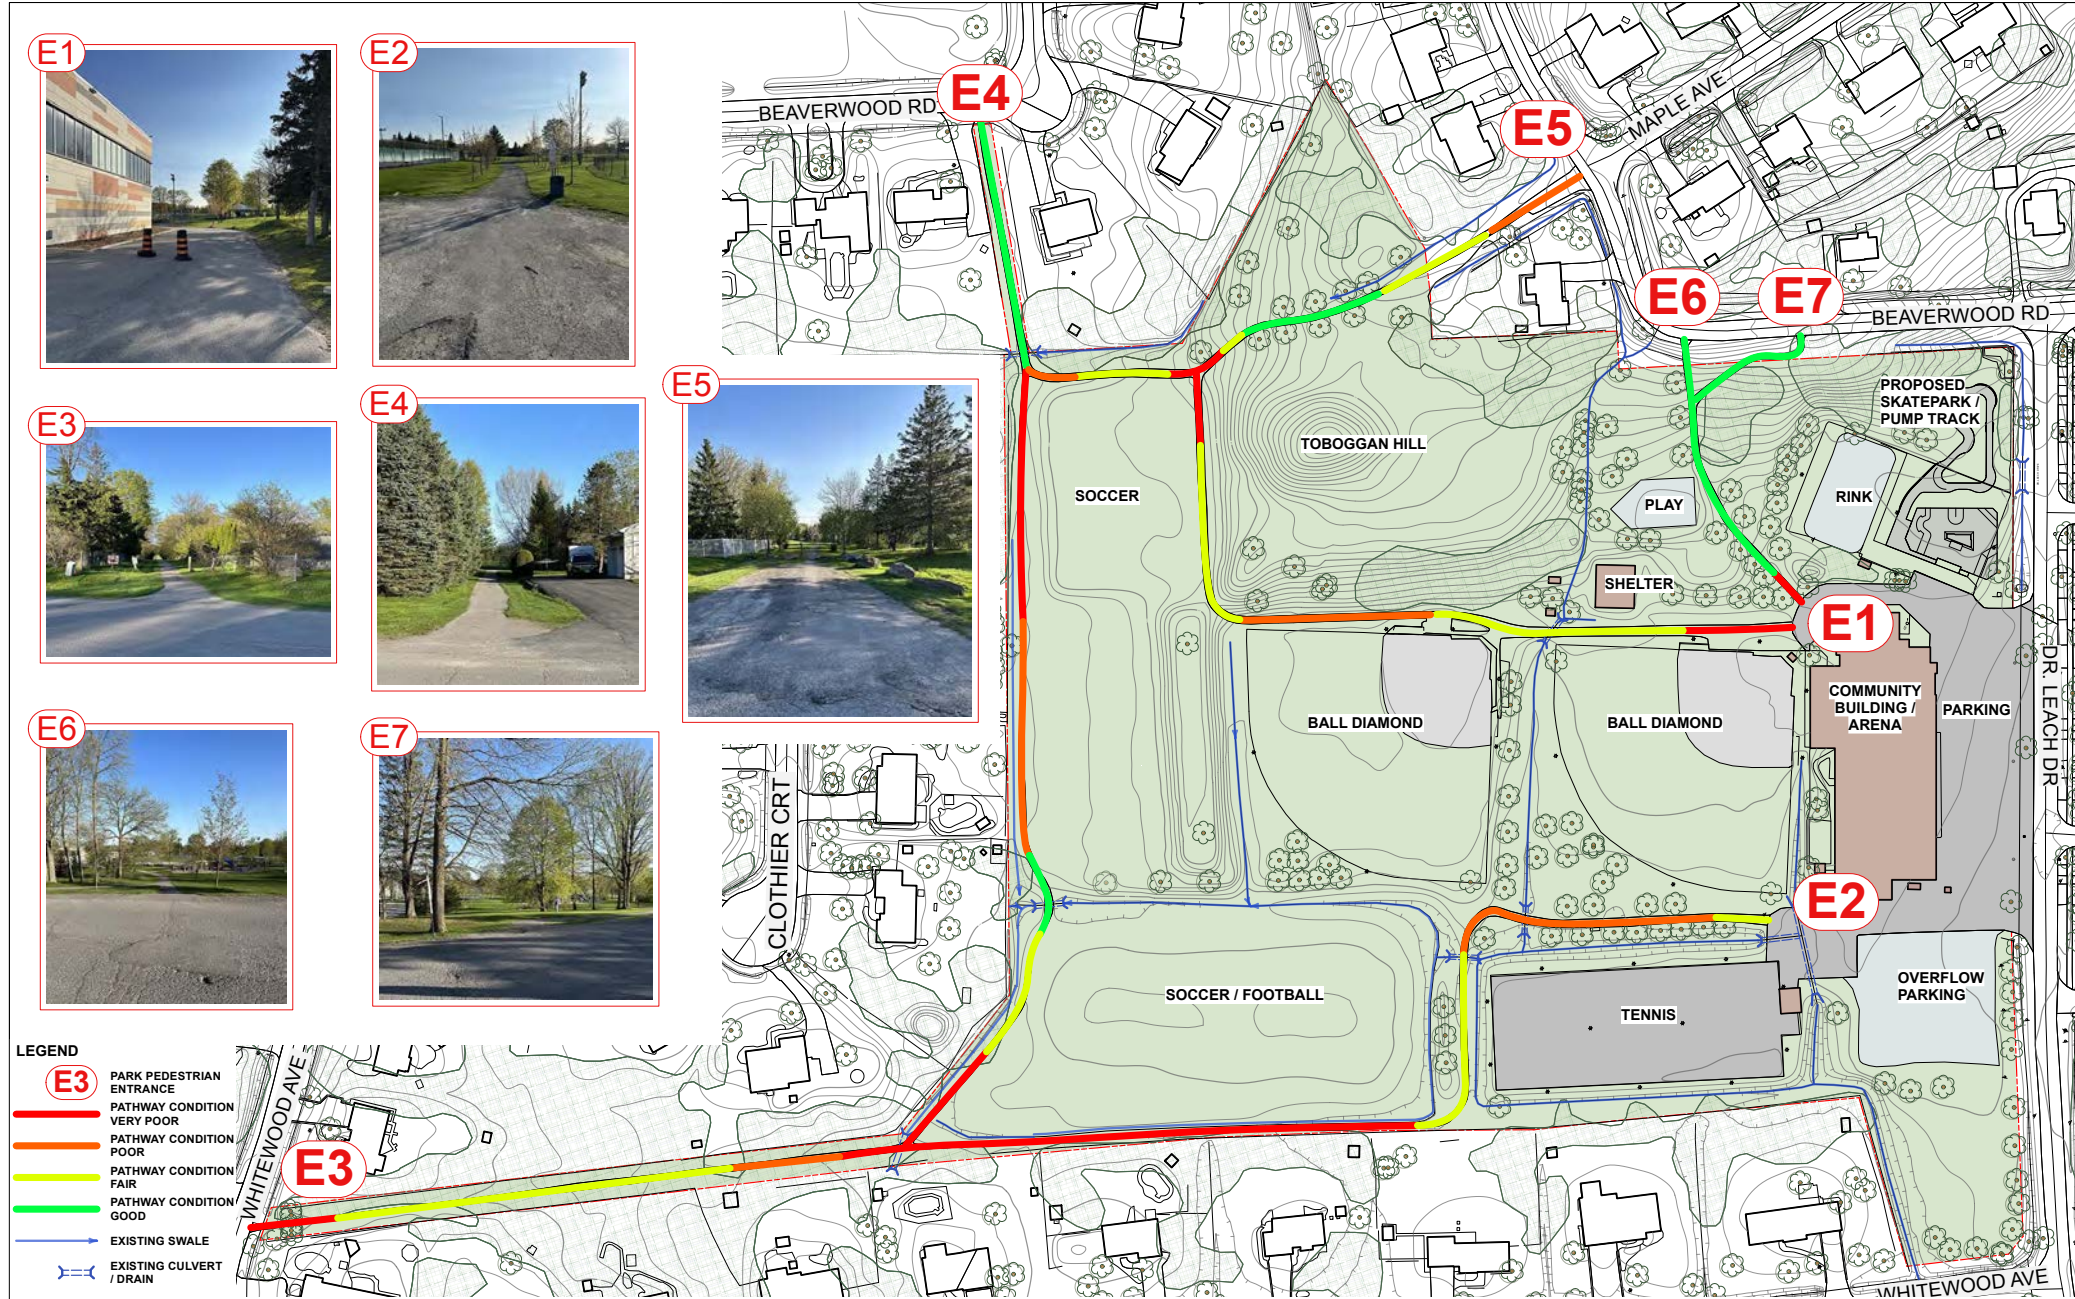 E1
E2
E3
E4
E5
E6
E7
BEAVERWOOD RD
E4
E5
MAPLE AVE
E6
E7
BEAVERWOOD RD
PROPOSED
SKATEPARK /
PUMP TRACK
TOBOGGAN HILL
SOCCER
PLAY
RINK
SHELTER
E1
BALL DIAMOND
BALL DIAMOND
COMMUNITY
BUILDING /
ARENA
PARKING
DR. LEACH DR
CLOTHIER CRT
E2
SOCCER / FOOTBALL
TENNIS
OVERFLOW
PARKING
WHITEWOOD AVE
E3
WHITEWOOD AVE
LEGEND
E3 PARK PEDESTRIAN
ENTRANCE
PATHWAY CONDITION
VERY POOR
PATHWAY CONDITION
POOR
PATHWAY CONDITION
FAIR
PATHWAY CONDITION
GOOD
EXISTING SWALE
EXISTING CULVERT
/ DRAIN